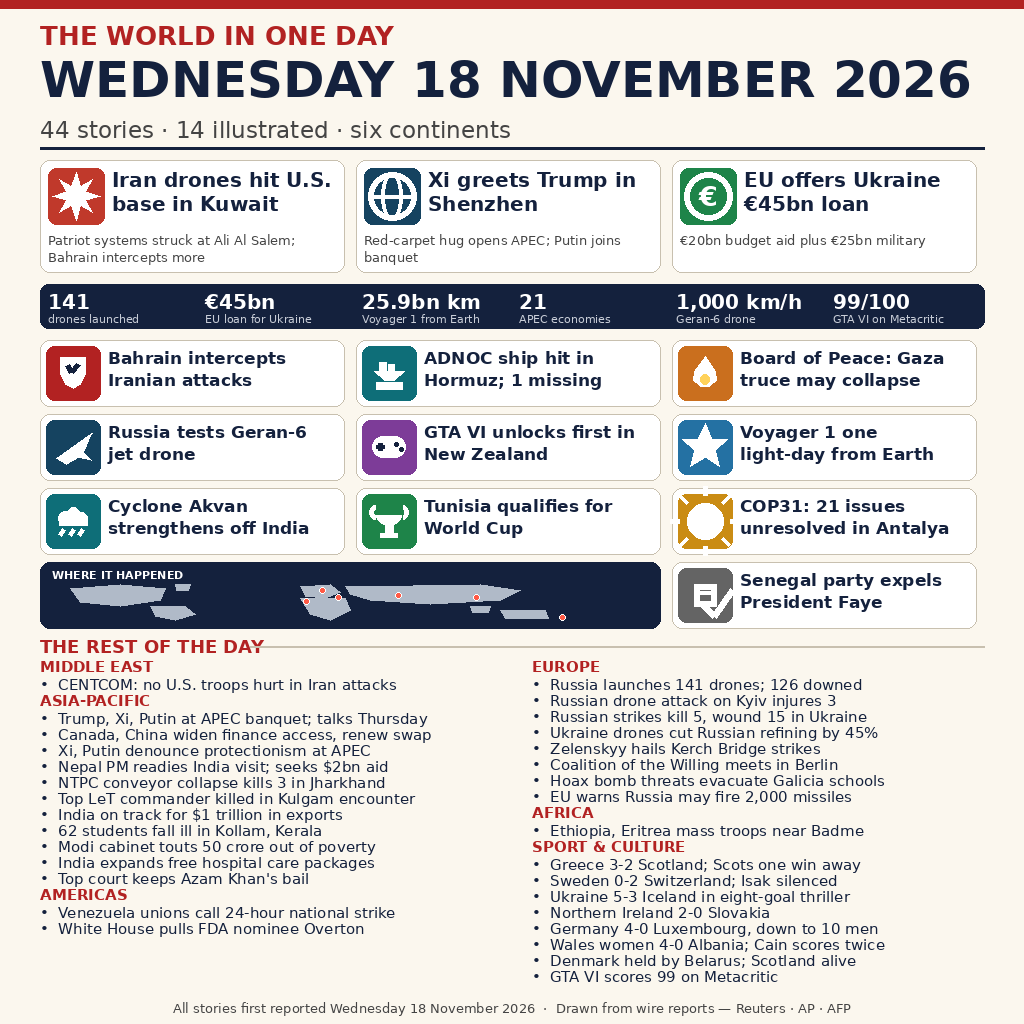 THE WORLD IN ONE DAY
WEDNESDAY 18 NOVEMBER 2026
44 stories · 14 illustrated · six continents
Iran drones hit U.S.
base in Kuwait
Patriot systems struck at Ali Al Salem;
Bahrain intercepts more
Xi greets Trump in
Shenzhen
Red-carpet hug opens APEC; Putin joins
banquet
€
EU offers Ukraine
€45bn loan
€20bn budget aid plus €25bn military
141
drones launched
€45bn
EU loan for Ukraine
25.9bn km
Voyager 1 from Earth
21
APEC economies
1,000 km/h
Geran-6 drone
99/100
GTA VI on Metacritic
Bahrain intercepts
Iranian attacks
ADNOC ship hit in
Hormuz; 1 missing
Board of Peace: Gaza
truce may collapse
Russia tests Geran-6
jet drone
GTA VI unlocks first in
New Zealand
Voyager 1 one
light-day from Earth
Cyclone Akvan
strengthens off India
Tunisia qualifies for
World Cup
COP31: 21 issues
unresolved in Antalya
WHERE IT HAPPENED
Senegal party expels
President Faye
THE REST OF THE DAY
MIDDLE EAST
• CENTCOM: no U.S. troops hurt in Iran attacks
ASIA-PACIFIC
• Trump, Xi, Putin at APEC banquet; talks Thursday
• Canada, China widen finance access, renew swap
• Xi, Putin denounce protectionism at APEC
• Nepal PM readies India visit; seeks $2bn aid
• NTPC conveyor collapse kills 3 in Jharkhand
• Top LeT commander killed in Kulgam encounter
• India on track for $1 trillion in exports
• 62 students fall ill in Kollam, Kerala
• Modi cabinet touts 50 crore out of poverty
• India expands free hospital care packages
• Top court keeps Azam Khan's bail
AMERICAS
• Venezuela unions call 24-hour national strike
• White House pulls FDA nominee Overton
EUROPE
• Russia launches 141 drones; 126 downed
• Russian drone attack on Kyiv injures 3
• Russian strikes kill 5, wound 15 in Ukraine
• Ukraine drones cut Russian refining by 45%
• Zelenskyy hails Kerch Bridge strikes
• Coalition of the Willing meets in Berlin
• Hoax bomb threats evacuate Galicia schools
• EU warns Russia may fire 2,000 missiles
AFRICA
• Ethiopia, Eritrea mass troops near Badme
SPORT & CULTURE
• Greece 3-2 Scotland; Scots one win away
• Sweden 0-2 Switzerland; Isak silenced
• Ukraine 5-3 Iceland in eight-goal thriller
• Northern Ireland 2-0 Slovakia
• Germany 4-0 Luxembourg, down to 10 men
• Wales women 4-0 Albania; Cain scores twice
• Denmark held by Belarus; Scotland alive
• GTA VI scores 99 on Metacritic
All stories first reported Wednesday 18 November 2026 · Drawn from wire reports — Reuters · AP · AFP